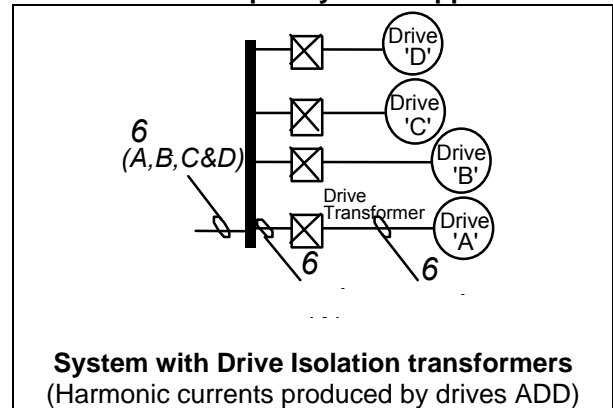 Drive
'D'
Drive
'C'
6
(A,B,C&D)
Drive
'B'
Drive
Transformer
Drive
'A'
6
6
System with Drive Isolation transformers
(Harmonic currents produced by drives ADD)